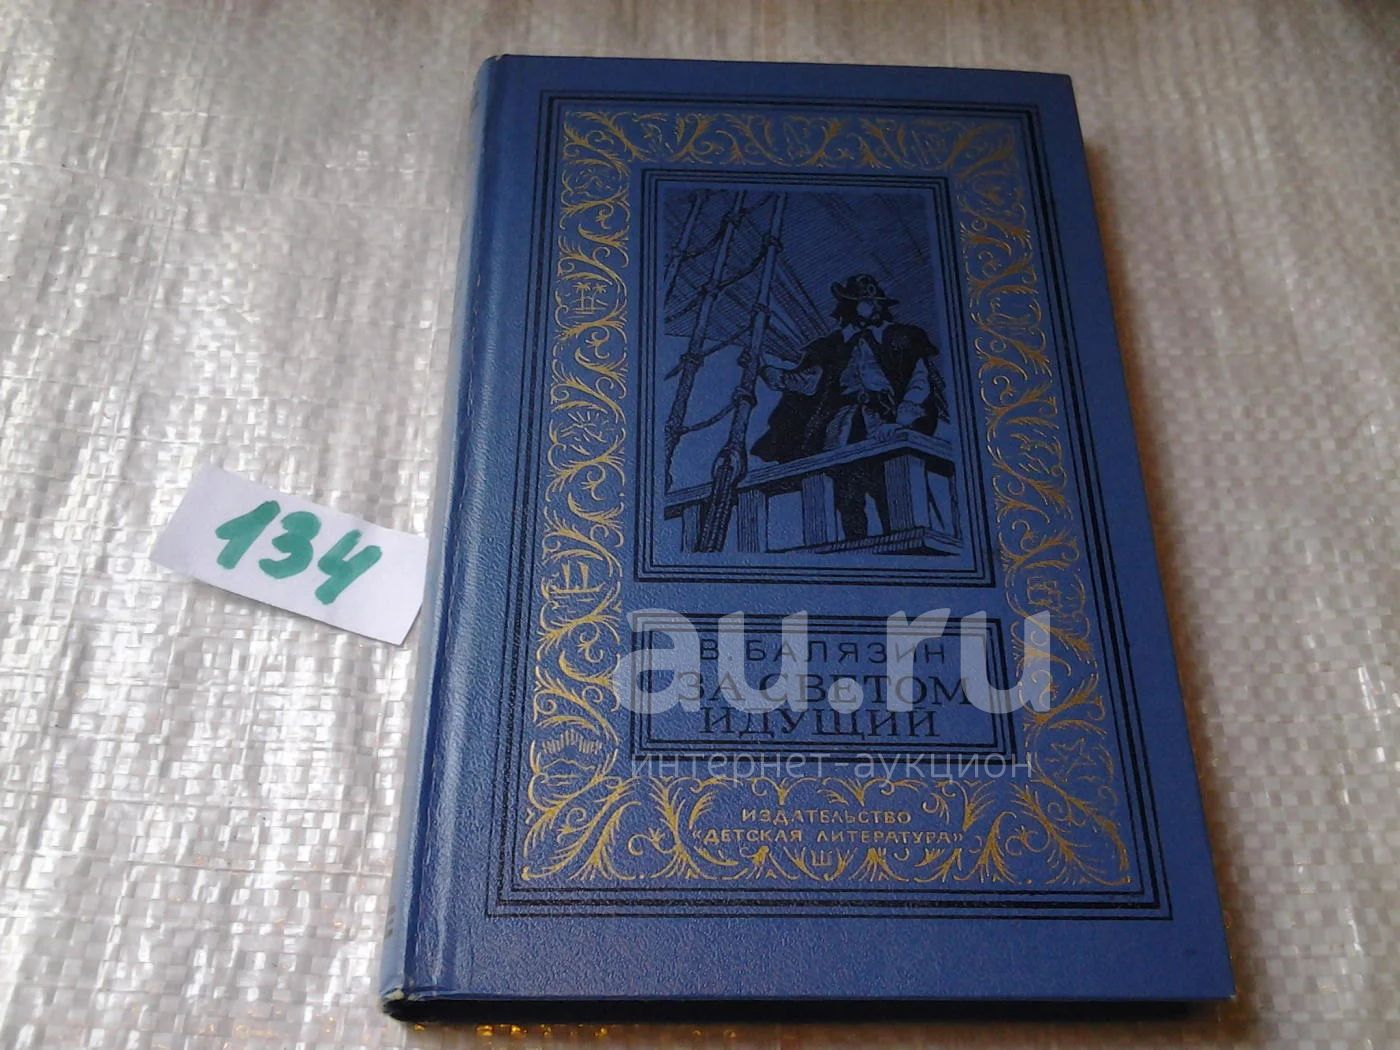 134
В. БАЛЯЗИН
ЗА СВЕТОМ
ИДУЩИЙ
ИЗДАТЕЛЬСТВО
«ДЕТСКАЯ ЛИТЕРАТУРА»
au.ru
интернет-аукцион